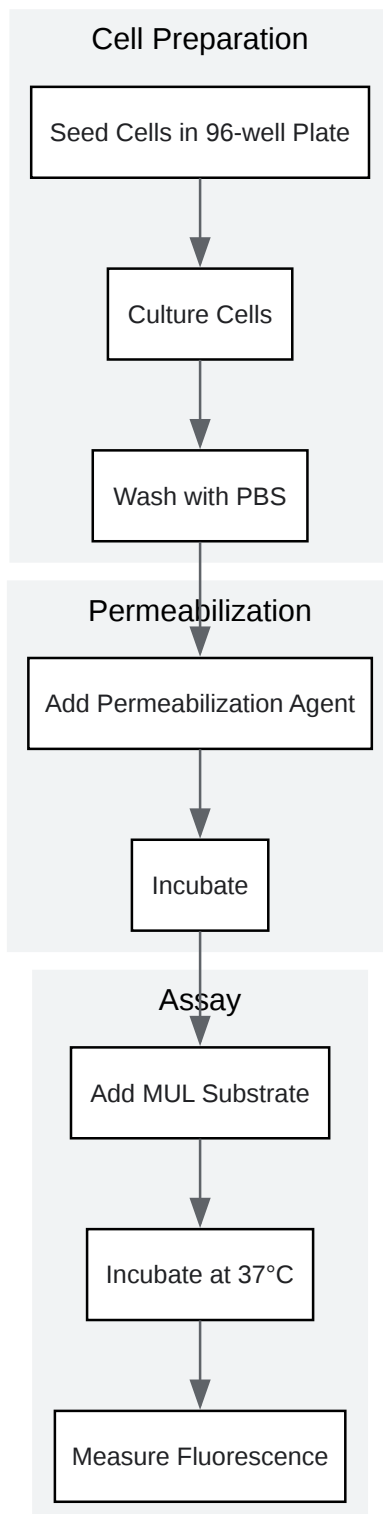 Cell Preparation
Seed Cells in 96-well Plate
Culture Cells
Wash with PBS
Permeabilization
Add Permeabilization Agent
Incubate
Assay
Add MUL Substrate
Incubate at 37°C
Measure Fluorescence